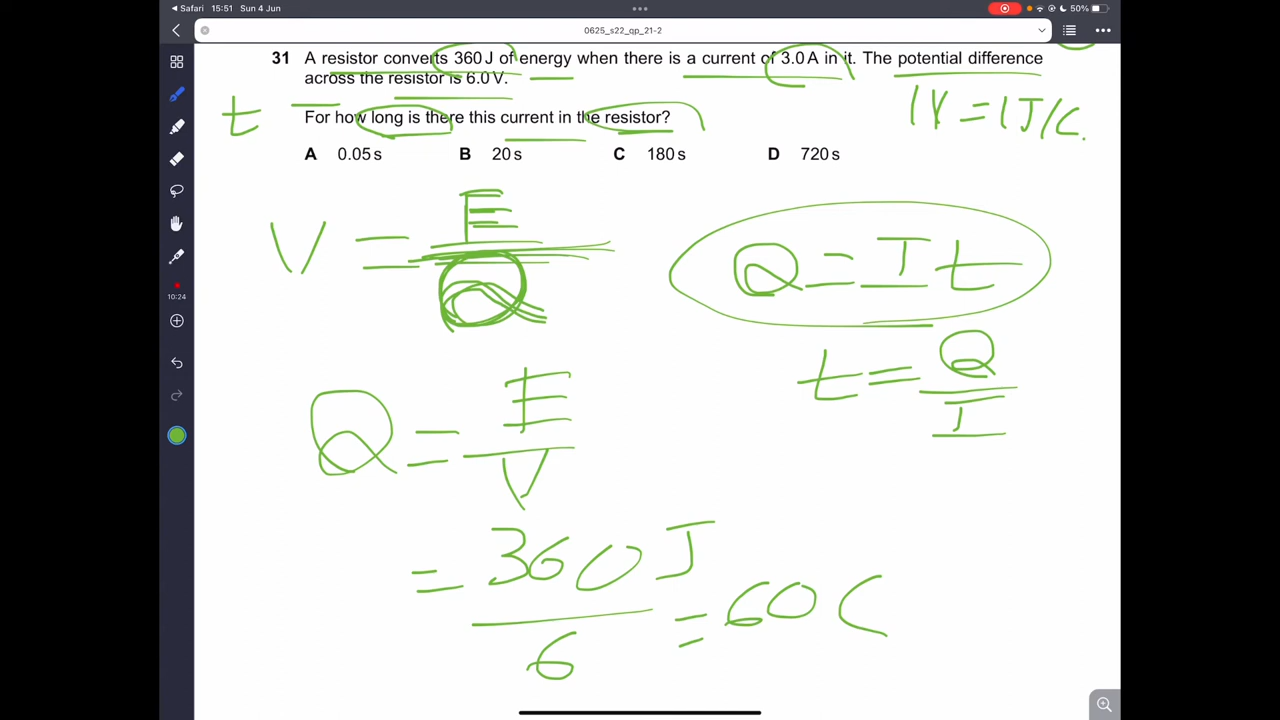 Safari 15:51 Sun 4 Jun 50%
0625_s22_qp_21-2
31 A resistor converts 360 J of energy when there is a current of 3.0 A in it. The potential difference
across the resistor is 6.0 V.
1V = 1J/C
t For how long is there this current in the resistor?
A 0.05 s B 20 s C 180 s D 720 s
V = E/Q
Q = I t
t = Q/I
10:24
Q = E/V
= 360 J/6 = 60 C